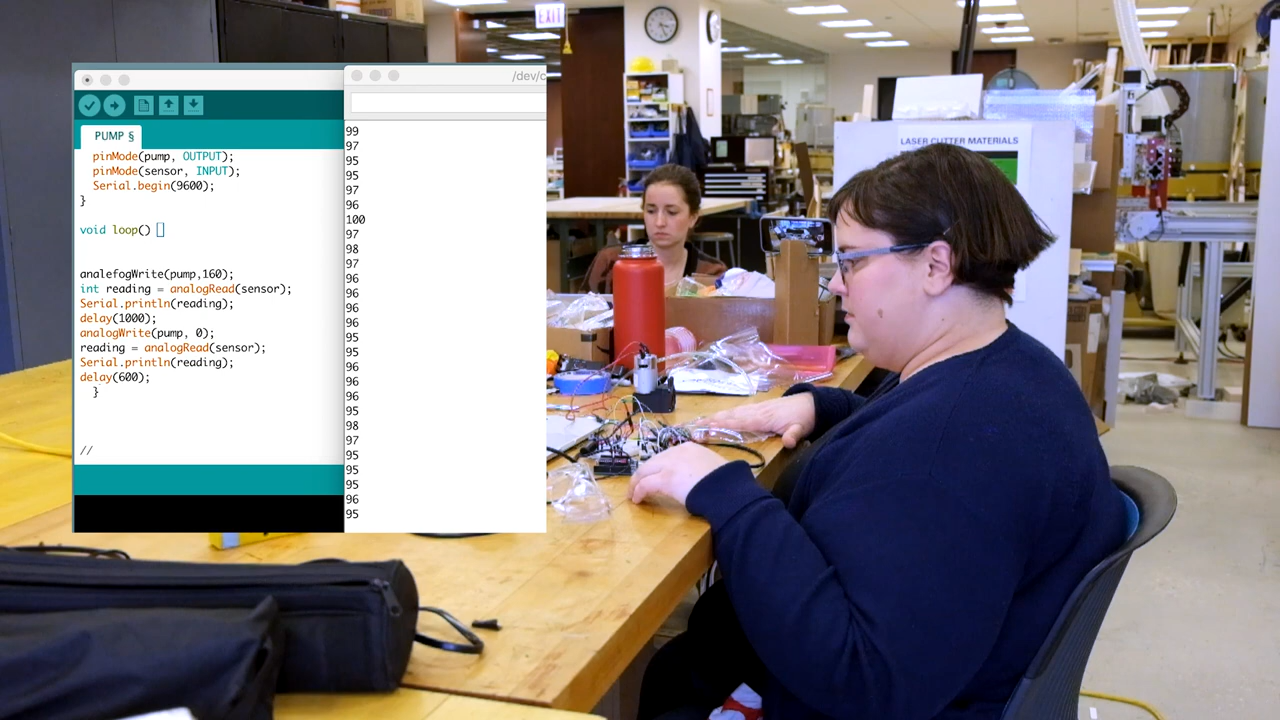 EXIT
/dev/c
PUMP §
pinMode(pump, OUTPUT);
pinMode(sensor, INPUT);
Serial.begin(9600);
}
void loop() {}
analefogWrite(pump,160);
int reading = analogRead(sensor);
Serial.println(reading);
delay(1000);
analogWrite(pump, 0);
reading = analogRead(sensor);
Serial.println(reading);
delay(600);
}
//
99
97
95
95
97
96
100
97
98
97
96
96
96
96
95
95
96
96
96
95
98
97
95
95
95
96
95
LASER CUTTER MATERIALS